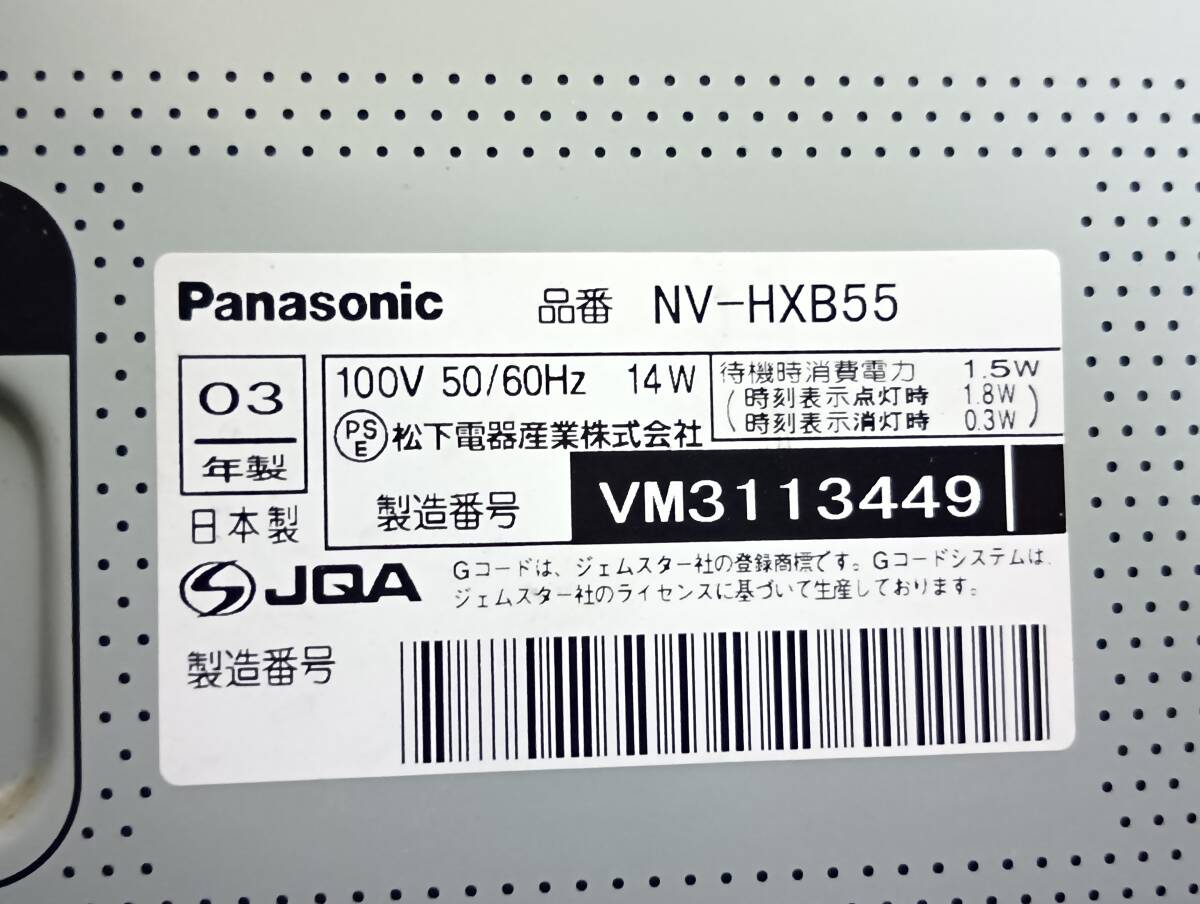 Panasonic 品番 NV-HXB55
03
年製
日本製
100V 50/60Hz 14W
PSE 松下電器産業株式会社
待機時消費電力 1.5W
(時刻表示点灯時 1.8W
時刻表示消灯時 0.3W)
製造番号 VM3113449
S JQA
Gコードは、ジェムスター社の登録商標です。Gコードシステムは、
ジェムスター社のライセンスに基づいて生産しております。
製造番号